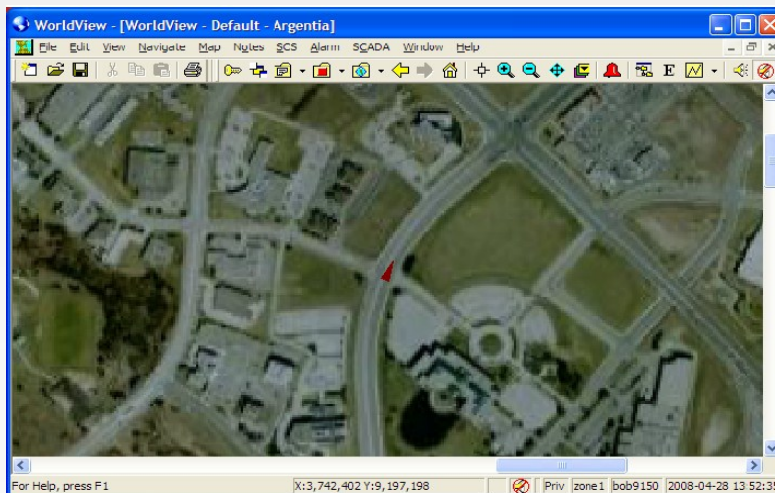 WorldView - [WorldView - Default - Argentia]
File Edit View Navigate Map Notes SCS Alarm SCADA Window Help
E
For Help, press F1 X:3,742,402 Y:9,197,198 Priv zone1 bob9150 2008-04-28 13:52:35